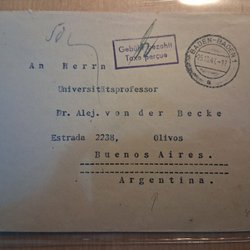 Gebühr bezahlt
Taxe perçue
BADEN-BADEN 1
An Herrn
Universitätsprofessor
Dr. Alej. von der Becke
Estrada 2238, Olivos
Buenos Aires.
Argentina.